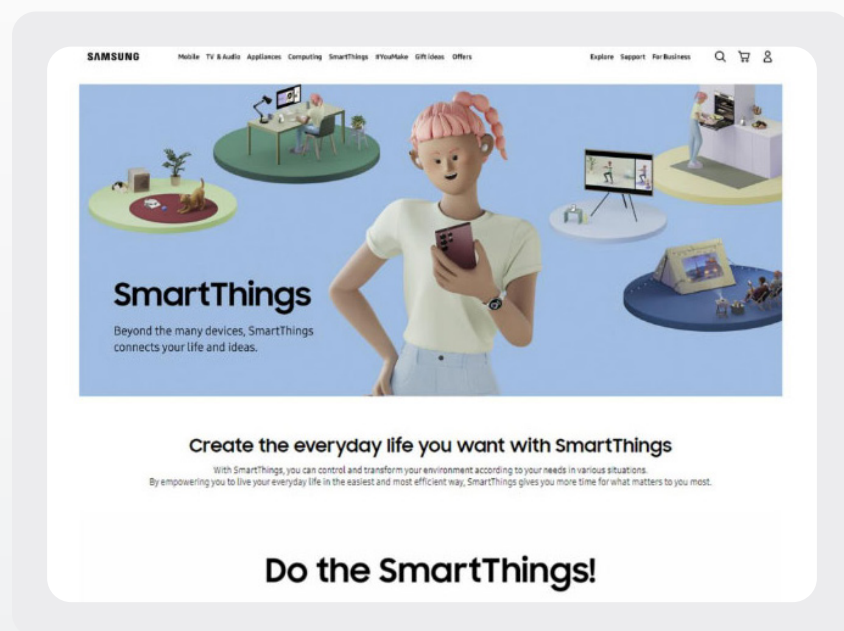 SAMSUNG Mobile TV & Audio Appliances Computing SmartThings #YouMake Gift ideas Offers Explore Support For Business
SmartThings
Beyond the many devices, SmartThings
connects your life and ideas.
Create the everyday life you want with SmartThings
With SmartThings, you can control and transform your environment according to your needs in various situations.
By empowering you to live your everyday life in the easiest and most efficient way, SmartThings gives you more time for what matters to you most.
Do the SmartThings!